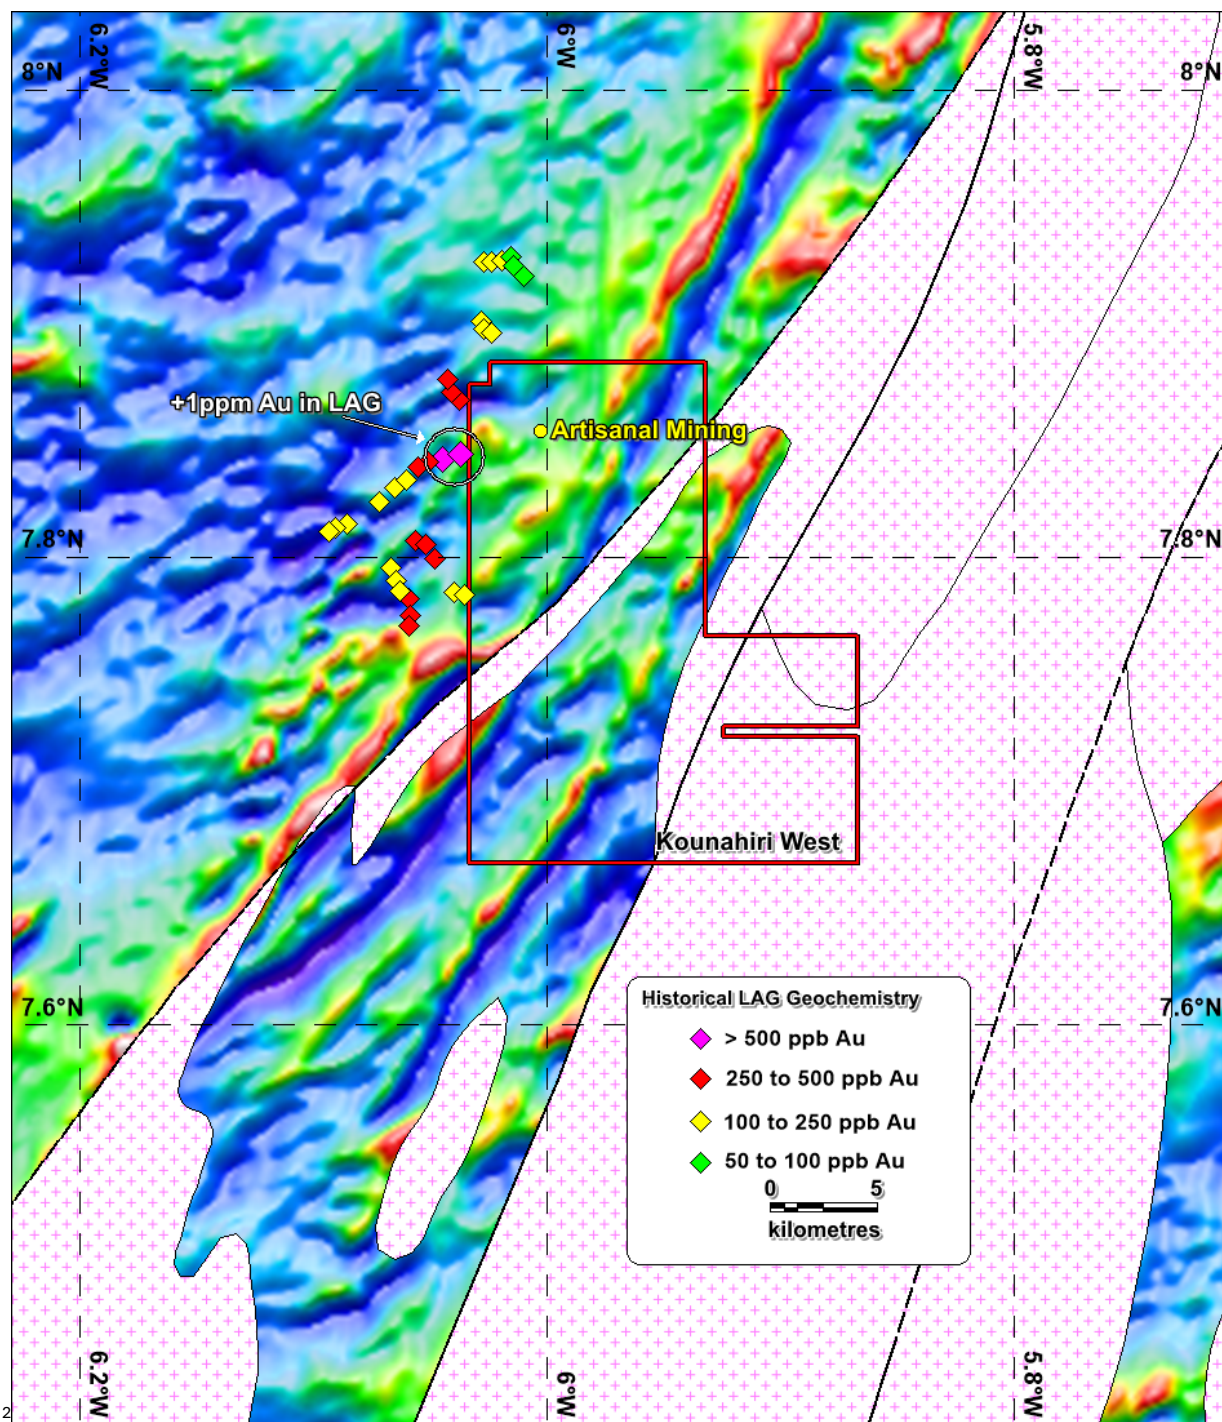 6.2°W
6°W
5.8°W
8°N
8°N
+1ppm Au in LAG
Artisanal Mining
7.8°N
7.8°N
Kounahiri West
7.6°N
7.6°N
Historical LAG Geochemistry
> 500 ppb Au
250 to 500 ppb Au
100 to 250 ppb Au
50 to 100 ppb Au
0 5
kilometres
6.2°W
6°W
5.8°W
2